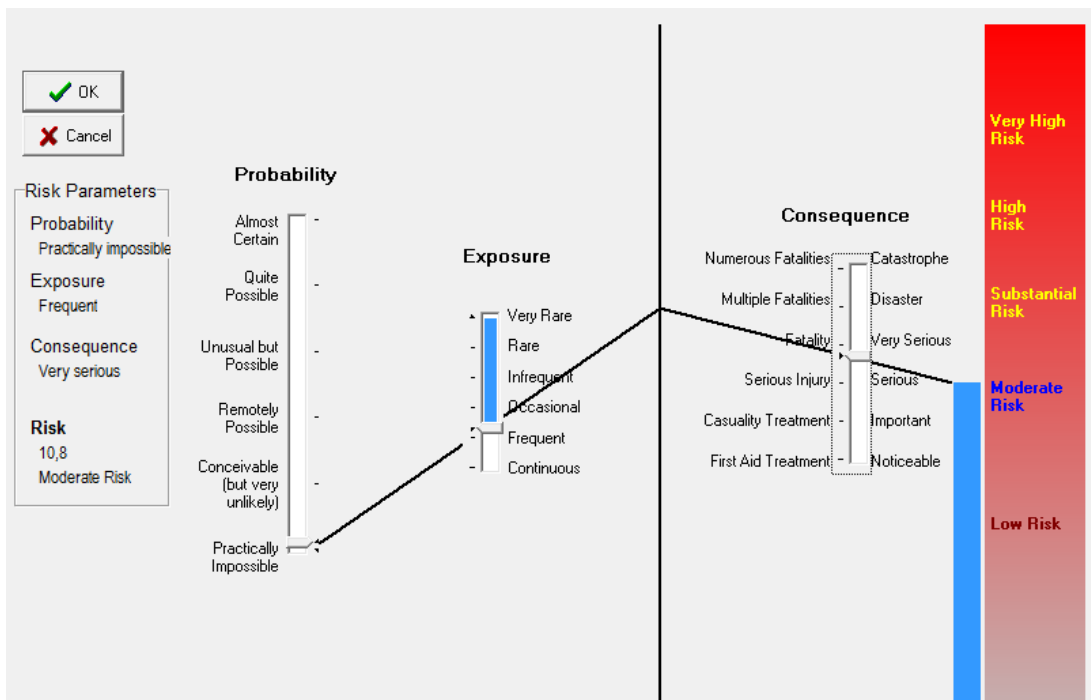 OK
Cancel
Risk Parameters
Probability
Practically impossible
Exposure
Frequent
Consequence
Very serious
Risk
10,8
Moderate Risk
Probability
Almost
Certain
Quite
Possible
Unusual but
Possible
Remotely
Possible
Conceivable
(but very
unlikely)
Practically
Impossible
Exposure
Very Rare
Rare
Infrequent
Occasional
Frequent
Continuous
Consequence
Numerous Fatalities
Catastrophe
Multiple Fatalities
Disaster
Fatality
Very Serious
Serious Injury
Serious
Casuality Treatment
Important
First Aid Treatment
Noticeable
Very High
Risk
High
Risk
Substantial
Risk
Moderate
Risk
Low Risk